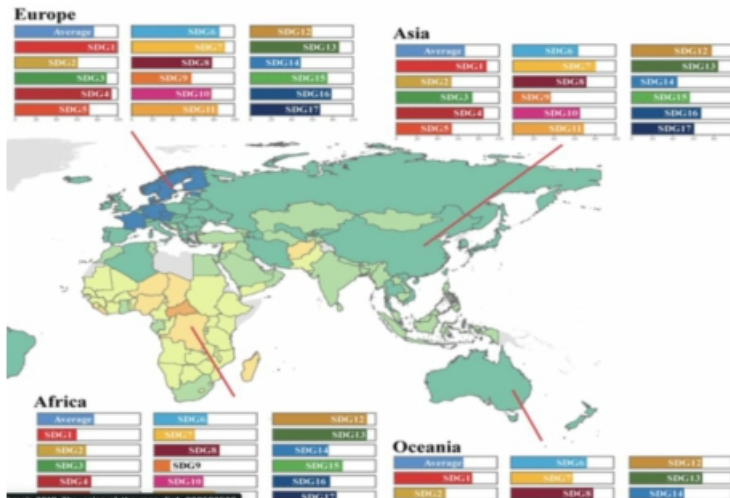 Europe
Average SDG6 SDG12
SDG1 SDG7 SDG13
SDG2 SDG8 SDG14
SDG3 SDG9 SDG15
SDG4 SDG10 SDG16
SDG5 SDG11 SDG17
Asia
Average SDG6 SDG12
SDG1 SDG7 SDG13
SDG2 SDG8 SDG14
SDG3 SDG9 SDG15
SDG4 SDG10 SDG16
SDG5 SDG11 SDG17
Africa
Average SDG6 SDG12
SDG1 SDG7 SDG13
SDG2 SDG8 SDG14
SDG3 SDG9 SDG15
SDG4 SDG10 SDG16
SDG17
Oceania
Average SDG6 SDG12
SDG1 SDG7 SDG13
SDG2 SDG8 SDG14